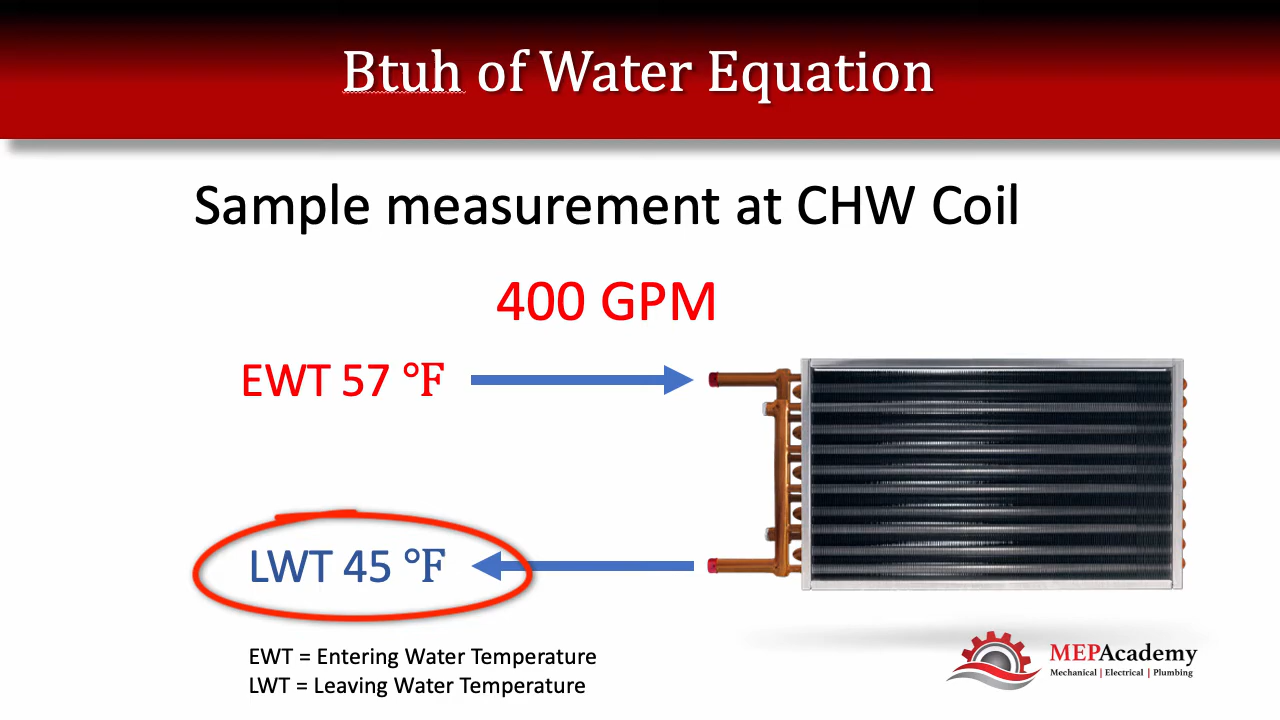 Btuh of Water Equation
Sample measurement at CHW Coil
400 GPM
EWT 57 °F
LWT 45 °F
EWT = Entering Water Temperature
LWT = Leaving Water Temperature
MEPAcademy
Mechanical | Electrical | Plumbing